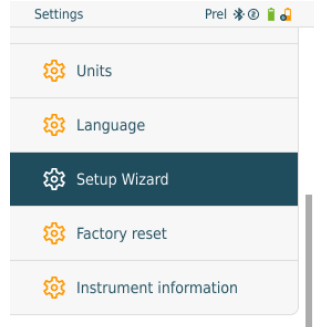 Settings Prel
Units
Language
Setup Wizard
Factory reset
Instrument information